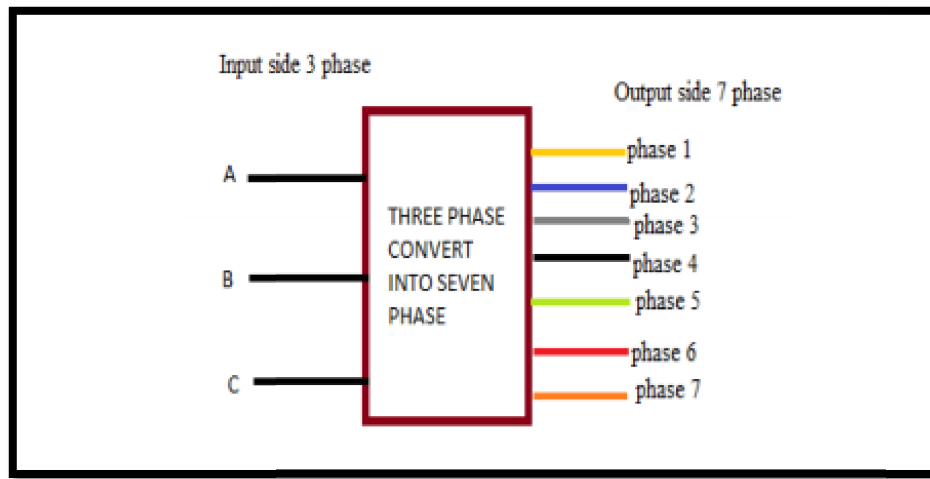 Input side 3 phase
Output side 7 phase
A
B
C
THREE PHASE
CONVERT
INTO SEVEN
PHASE
phase 1
phase 2
phase 3
phase 4
phase 5
phase 6
phase 7